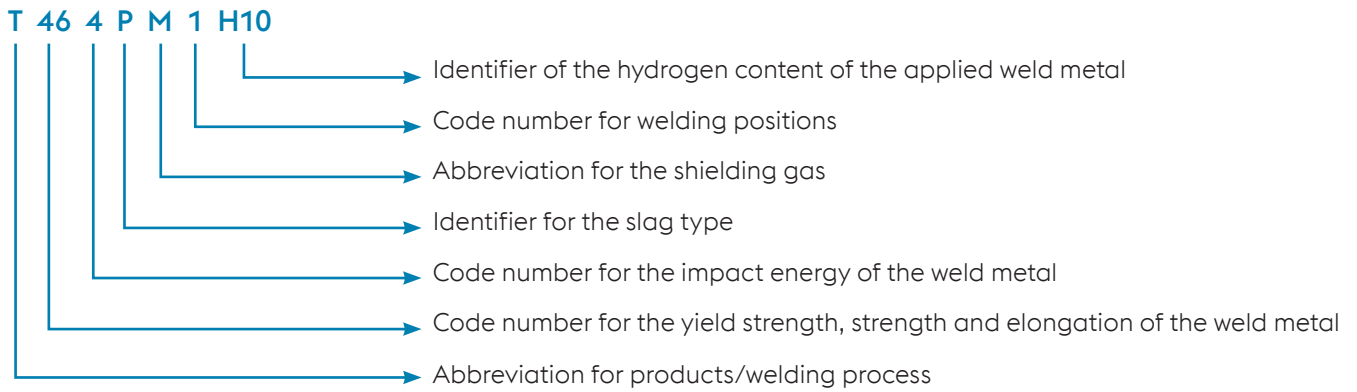 T 46 4 P M 1 H10
Identifier of the hydrogen content of the applied weld metal
Code number for welding positions
Abbreviation for the shielding gas
Identifier for the slag type
Code number for the impact energy of the weld metal
Code number for the yield strength, strength and elongation of the weld metal
Abbreviation for products/welding process